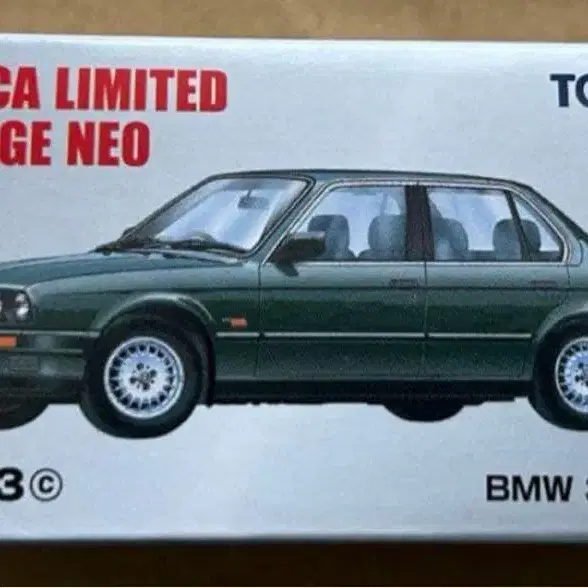 CA LIMITED
GE NEO
TO
3©
BMW 3